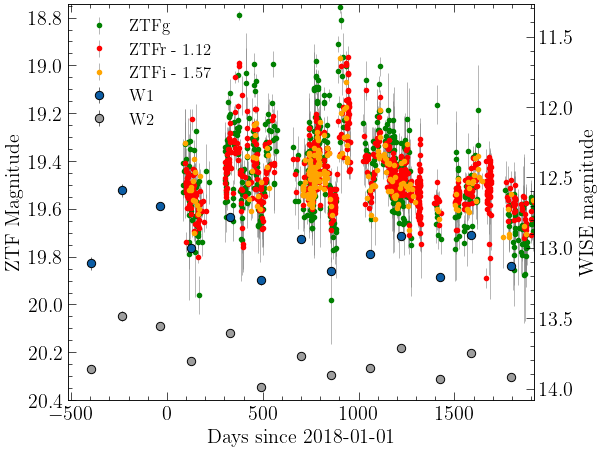 ZTFg
ZTFr - 1.12
ZTFi - 1.57
W1
W2
18.8
19.0
19.2
19.4
19.6
19.8
20.0
20.2
20.4
ZTF Magnitude
11.5
12.0
12.5
13.0
13.5
14.0
WISE magnitude
−500
0
500
1000
1500
Days since 2018-01-01